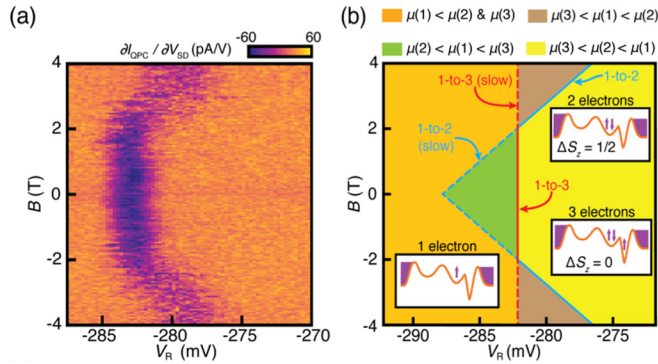 (a)
∂I_QPC / ∂V_SD (pA/V)
-60 60
4
2
0
-2
-4
B (T)
-285 -280 -275 -270
V_R (mV)
(b)
μ(1) < μ(2) & μ(3)
μ(3) < μ(1) < μ(2)
μ(2) < μ(1) < μ(3)
μ(3) < μ(2) < μ(1)
4
2
0
-2
-4
B (T)
1-to-3 (slow)
1-to-2
1-to-2
(slow)
2 electrons
ΔS_z = 1/2
1-to-3
3 electrons
ΔS_z = 0
1 electron
-290 -285 -280 -275
V_R (mV)